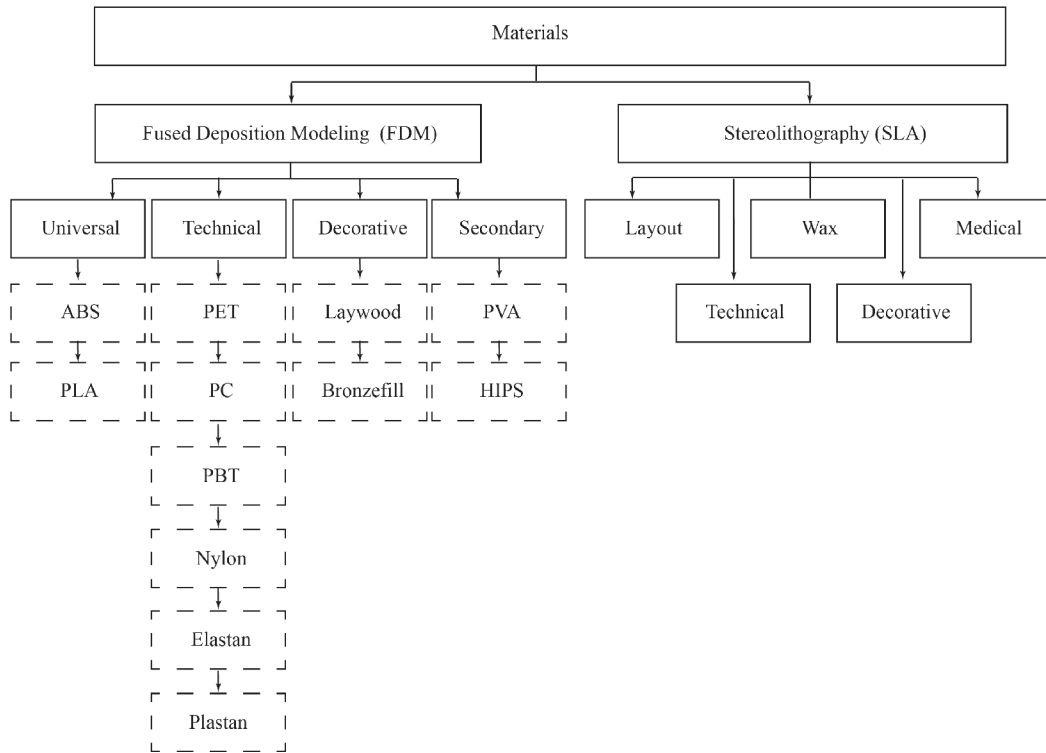 Materials
Fused Deposition Modeling (FDM)
Stereolithography (SLA)
Universal
Technical
Decorative
Secondary
Layout
Wax
Medical
ABS
PET
Laywood
PVA
Technical
Decorative
PLA
PC
Bronzefill
HIPS
PBT
Nylon
Elastan
Plastan